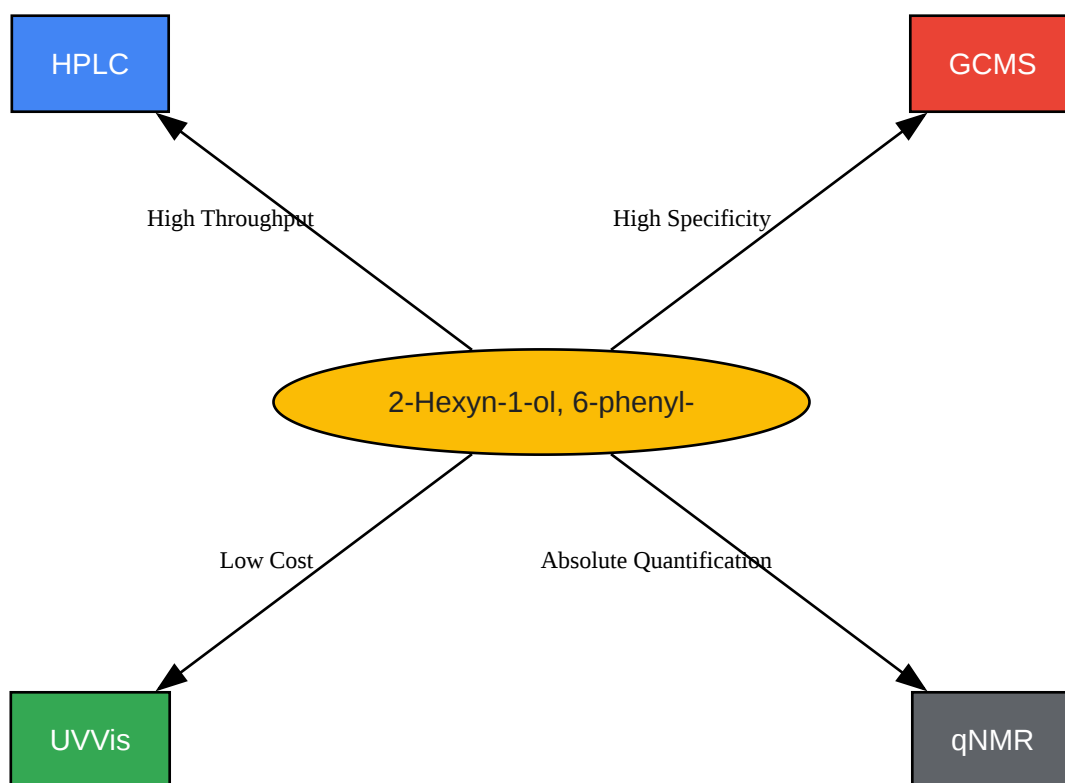 HPLC
GCMS
High Throughput
High Specificity
2-Hexyn-1-ol, 6-phenyl-
Low Cost
Absolute Quantification
UVVis
qNMR